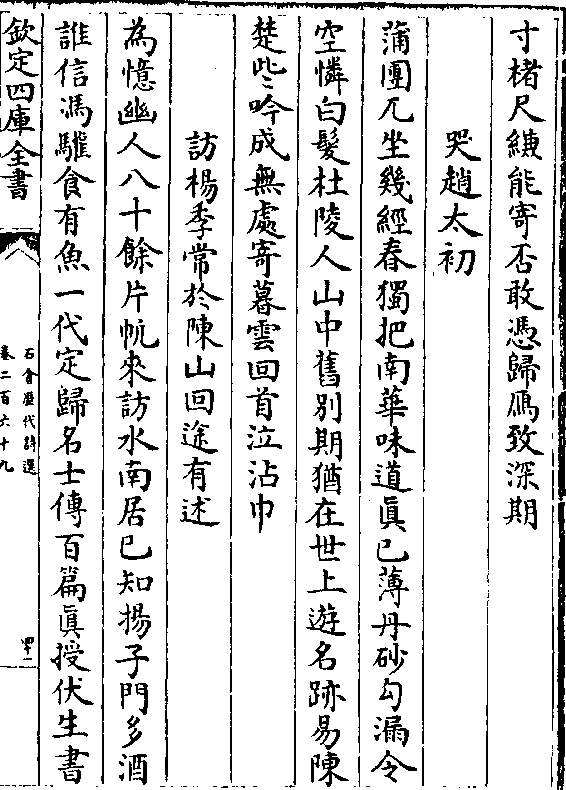 寸楮尺縑能寄否敢憑歸鴈致深期
哭趙太初
蒲團兀坐幾經春獨把南華味道眞已薄丹砂勾漏令
空憐白髮杜陵人山中舊別期猶在世上遊名跡易陳
楚些吟成無處寄暮雲回首泣沾巾
訪楊季常於陳山回途有述
為憶幽人八十餘片帆來訪水南居已知揚子門多酒
誰信馮驩食有魚一代定歸名士傳百篇眞授伏生書
欽定四庫全書
石倉歷代詩選
卷二百六十九